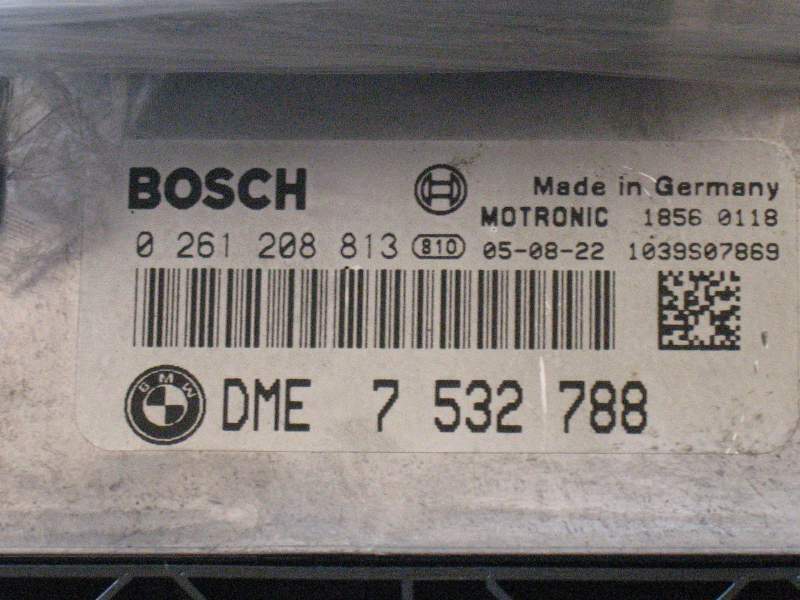 BOSCH Made in Germany
MOTRONIC 1856 0118
0 261 208 813 810 05-08-22 1039S07869
BMW DME 7 532 788